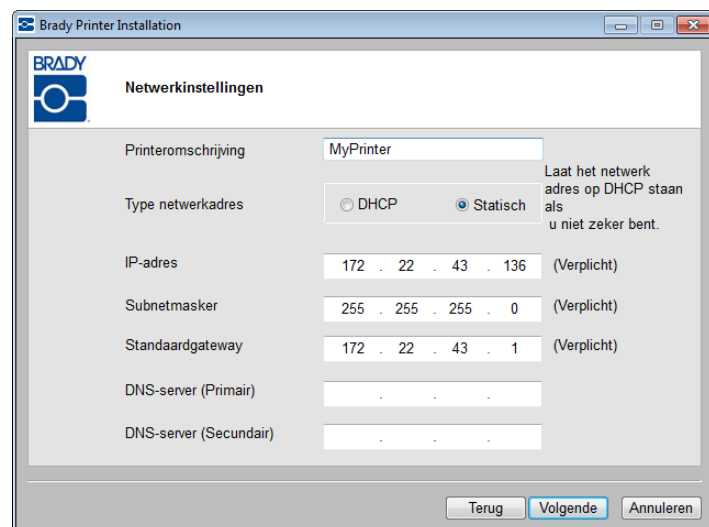 Brady Printer Installation
BRADY
Netwerkinstellingen
Printeromschrijving MyPrinter
Type netwerkadres DHCP Statisch
Laat het netwerk
adres op DHCP staan
als
u niet zeker bent.
IP-adres 172 . 22 . 43 . 136 (Verplicht)
Subnetmasker 255 . 255 . 255 . 0 (Verplicht)
Standaardgateway 172 . 22 . 43 . 1 (Verplicht)
DNS-server (Primair) . . .
DNS-server (Secundair) . . .
Terug Volgende Annuleren